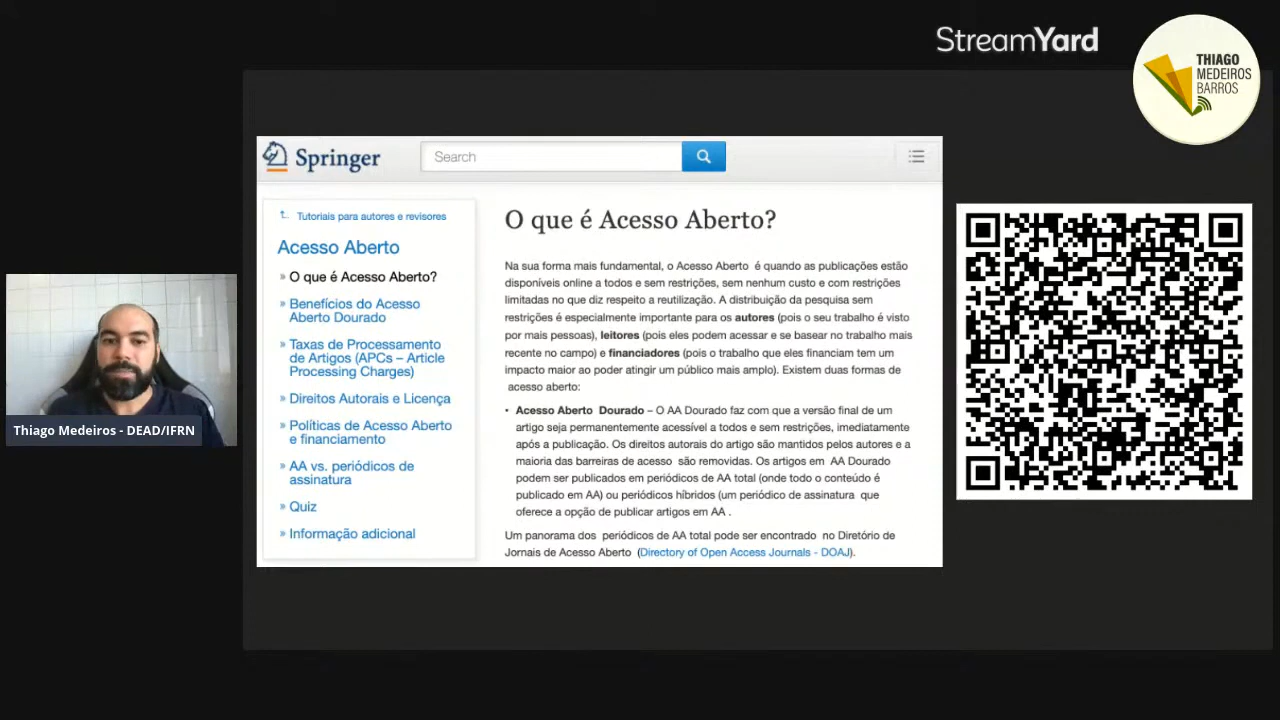 StreamYard
THIAGO
MEDEIROS
BARROS
Springer
Search
Tutoriais para autores e revisores
Acesso Aberto
» O que é Acesso Aberto?
» Benefícios do Acesso
Aberto Dourado
» Taxas de Processamento
de Artigos (APCs – Article
Processing Charges)
» Direitos Autorais e Licença
» Políticas de Acesso Aberto
e financiamento
» AA vs. periódicos de
assinatura
» Quiz
» Informação adicional
O que é Acesso Aberto?
Na sua forma mais fundamental, o Acesso Aberto é quando as publicações estão
disponíveis online a todos e sem restrições, sem nenhum custo e com restrições
limitadas no que diz respeito a reutilização. A distribuição da pesquisa sem
restrições é especialmente importante para os autores (pois o seu trabalho é visto
por mais pessoas), leitores (pois eles podem acessar e se basear no trabalho mais
recente no campo) e financiadores (pois o trabalho que eles financiam tem um
impacto maior ao poder atingir um público mais amplo). Existem duas formas de
acesso aberto:
• Acesso Aberto Dourado – O AA Dourado faz com que a versão final de um
artigo seja permanentemente acessível a todos e sem restrições, imediatamente
após a publicação. Os direitos autorais do artigo são mantidos pelos autores e a
maioria das barreiras de acesso são removidas. Os artigos em AA Dourado
podem ser publicados em periódicos de AA total (onde todo o conteúdo é
publicado em AA) ou periódicos híbridos (um periódico de assinatura que
oferece a opção de publicar artigos em AA .
Um panorama dos periódicos de AA total pode ser encontrado no Diretório de
Jornais de Acesso Aberto (Directory of Open Access Journals - DOAJ).
Thiago Medeiros - DEAD/IFRN